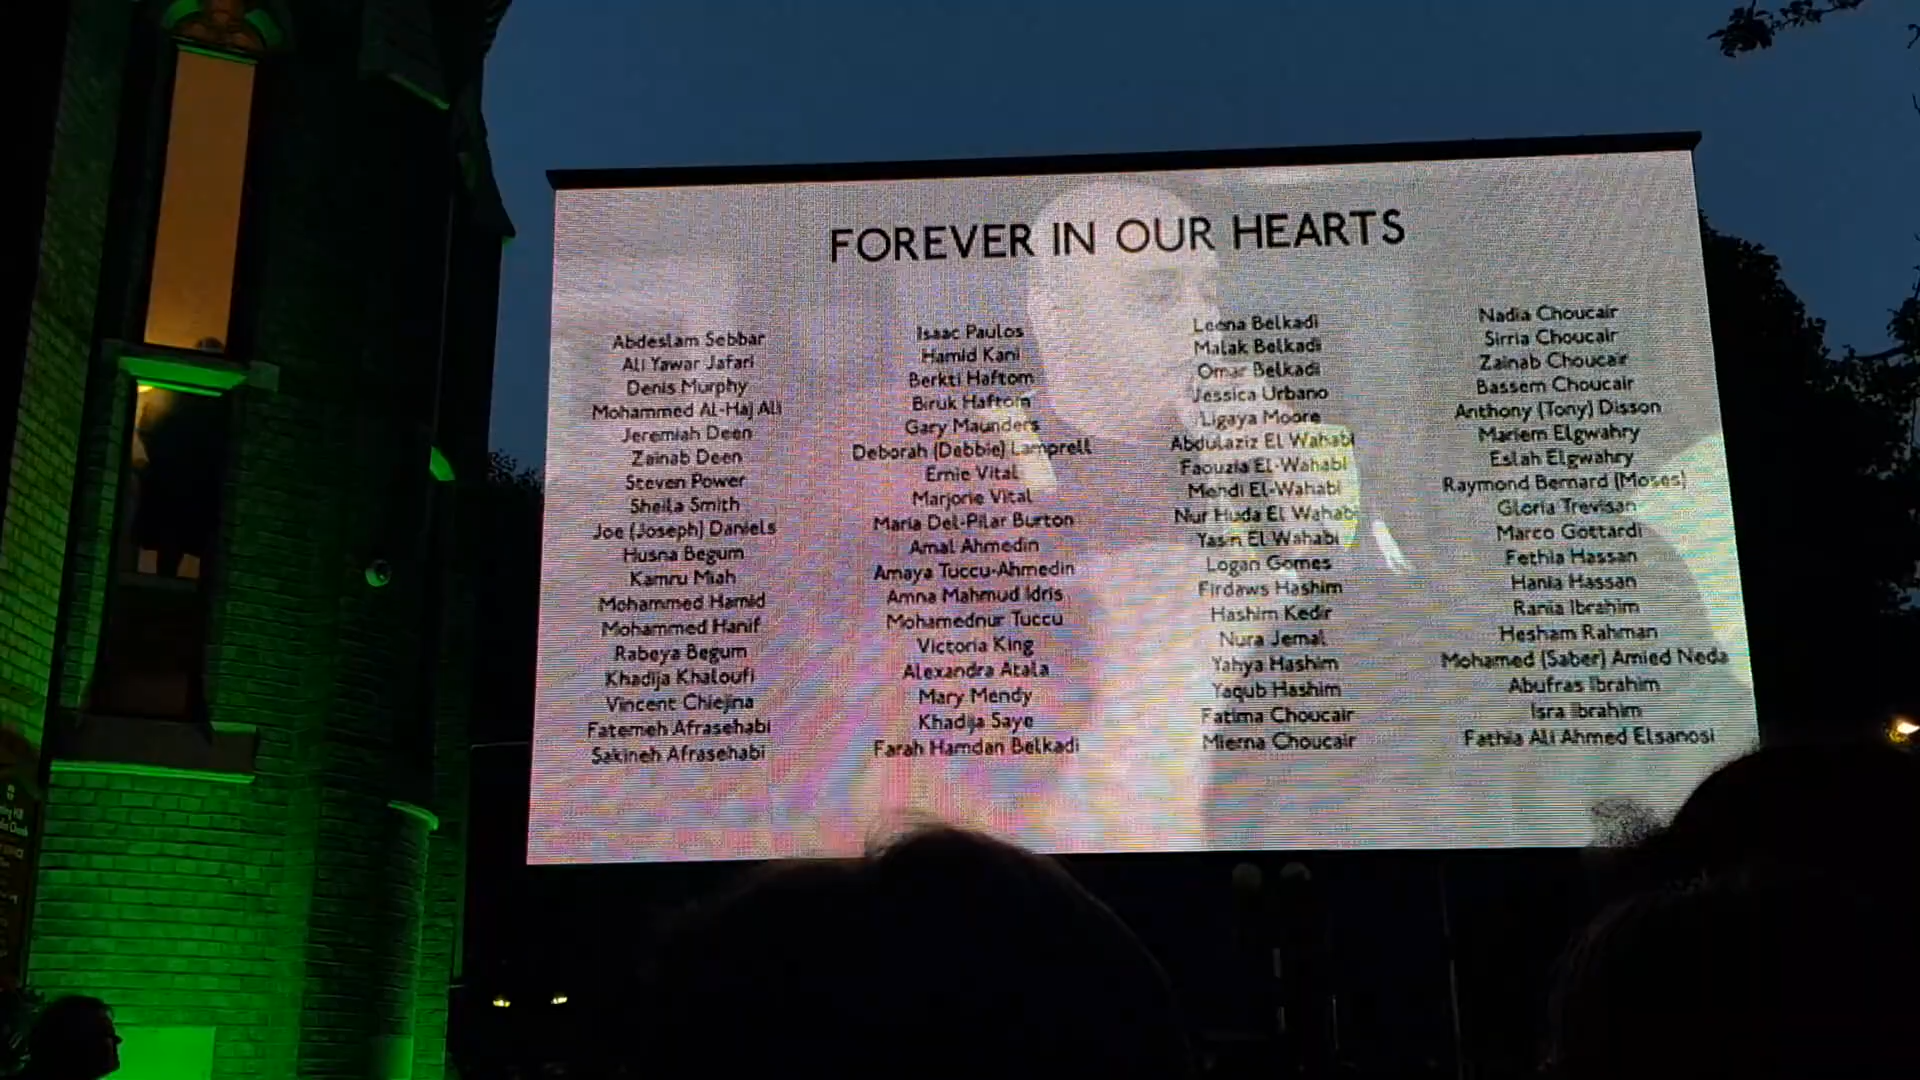 FOREVER IN OUR HEARTS
Abdeslam Sebbar
Ali Yawar Jafari
Denis Murphy
Mohammed AL-Haj Ali
Jeremiah Deen
Zainab Deen
Steven Power
Sheila Smith
Joe (Joseph) Daniels
Husna Begum
Kamru Miah
Mohammed Hamid
Mohammed Hanif
Rabeya Begum
Khadija Khaloufi
Vincent Chiejina
Fatemeh Afrasehabi
Sakineh Afrasehabi
Isaac Paulos
Hamid Kani
Berkti Haftom
Biruk Haftom
Gary Maunders
Deborah (Debbie) Lamprell
Ernie Vital
Marjorie Vital
Maria Del-Pilar Burton
Amal Ahmedin
Amaya Tuccu-Ahmedin
Amna Mahmud Idris
Mohamednur Tuccu
Victoria King
Alexandra Atala
Mary Mendy
Khadija Saye
Farah Hamdan Belkadi
Leena Belkadi
Malak Belkadi
Omar Belkadi
Jessica Urbano
Ligaya Moore
Abdulaziz El Wahabi
Faouzia El-Wahabi
Mehdi El-Wahabi
Nur Huda El Wahabi
Yasin El Wahabi
Logan Gomes
Firdaws Hashim
Hashim Kedir
Nura Jemal
Yahya Hashim
Yaqub Hashim
Fatima Choucair
Mierna Choucair
Nadia Choucair
Sirria Choucair
Zainab Choucair
Bassem Choucair
Anthony (Tony) Disson
Mariem Elgwahry
Eslah Elgwahry
Raymond Bernard (Moses)
Gloria Trevisan
Marco Gottardi
Fethia Hassan
Hania Hassan
Rania Ibrahim
Hesham Rahman
Mohamed (Saber) Amied Neda
Abufras Ibrahim
Isra Ibrahim
Fathia Ali Ahmed Elsanosi